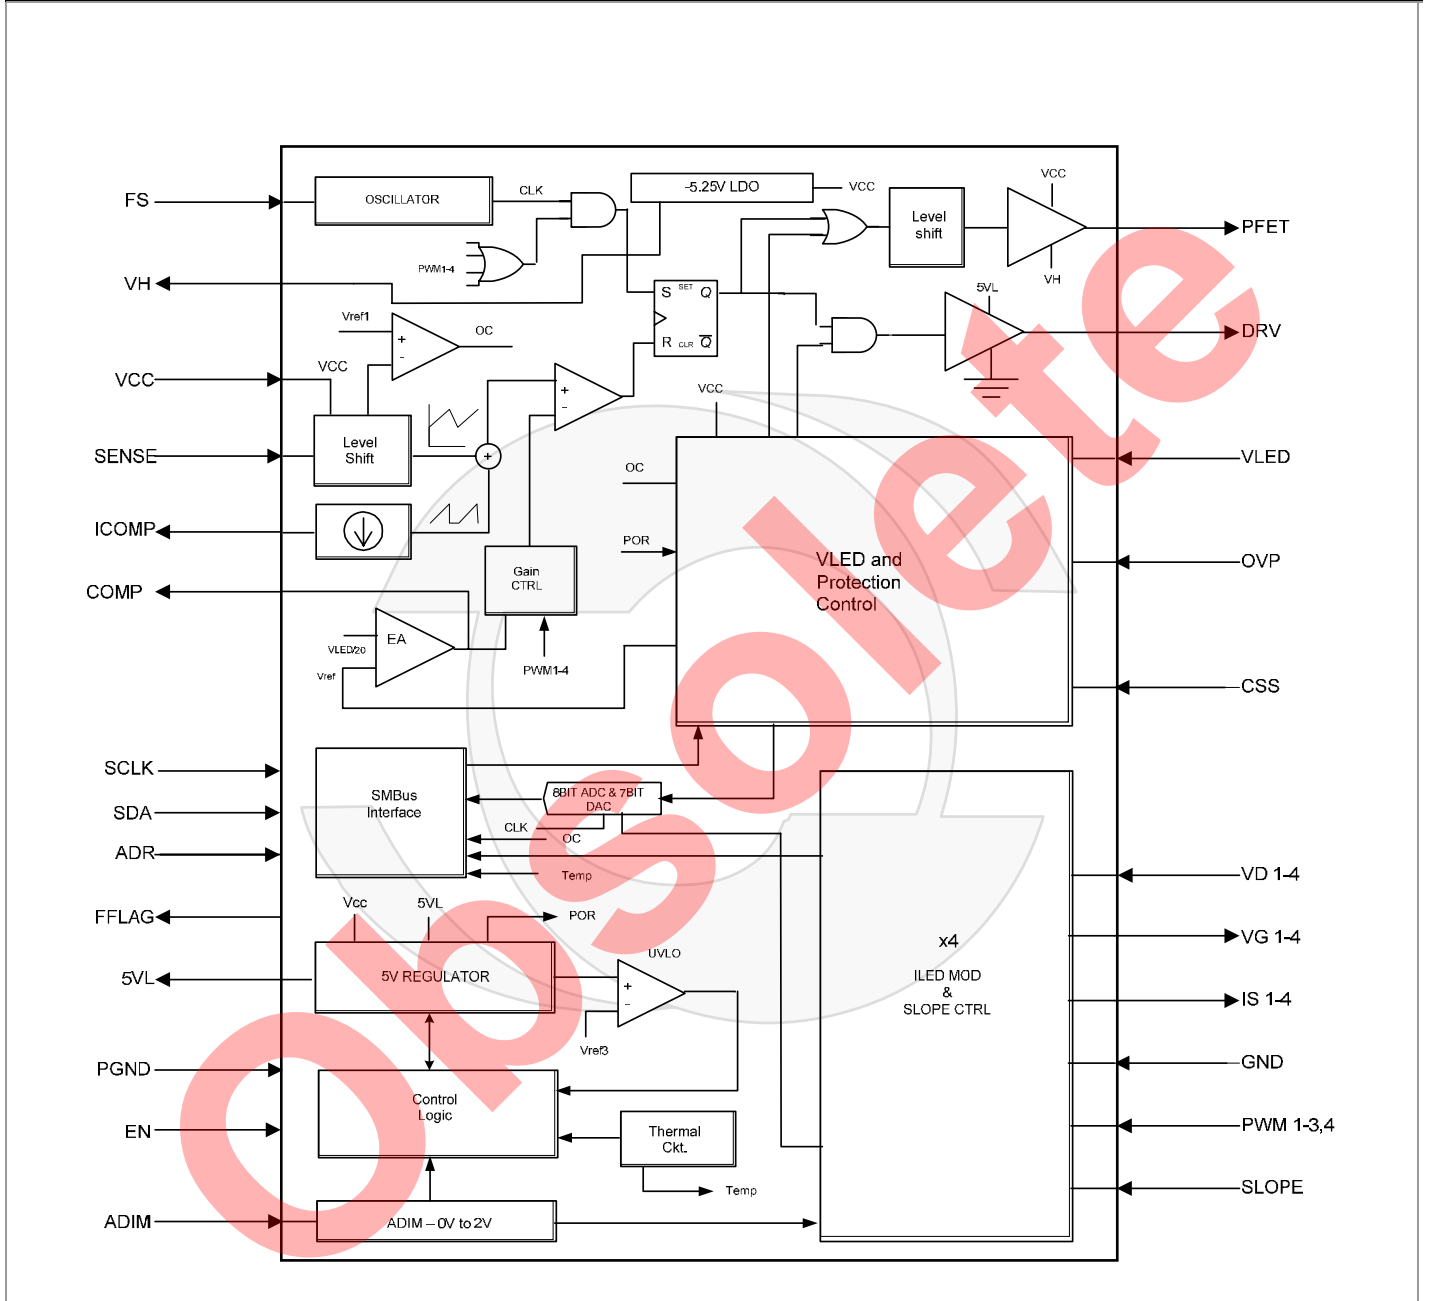 FS
OSCILLATOR
CLK
-5.25V LDO
VCC
VCC
Level
shift
PFET
PWM1-4
VH
VH
S
SET
Q
R
CLR
Q
5VL
DRV
Vref1
+
-
OC
VCC
VCC
+
-
VCC
Level
Shift
SENSE
+
OC
VLED
ICOMP
POR
VLED and
Protection
Control
OVP
Gain
CTRL
COMP
EA
VLED/20
Vref
PWM1-4
CSS
SCLK
SMBus
Interface
8BIT ADC & 7BIT
DAC
SDA
CLK
OC
ADR
Temp
VD 1-4
Vcc
5VL
POR
FFLAG
x4
VG 1-4
UVLO
5VL
5V REGULATOR
+
-
ILED MOD
&
SLOPE CTRL
IS 1-4
Vref3
PGND
GND
Control
Logic
EN
Thermal
Ckt.
PWM 1-3,4
Temp
SLOPE
ADIM
ADIM – 0V to 2V
Obsolete